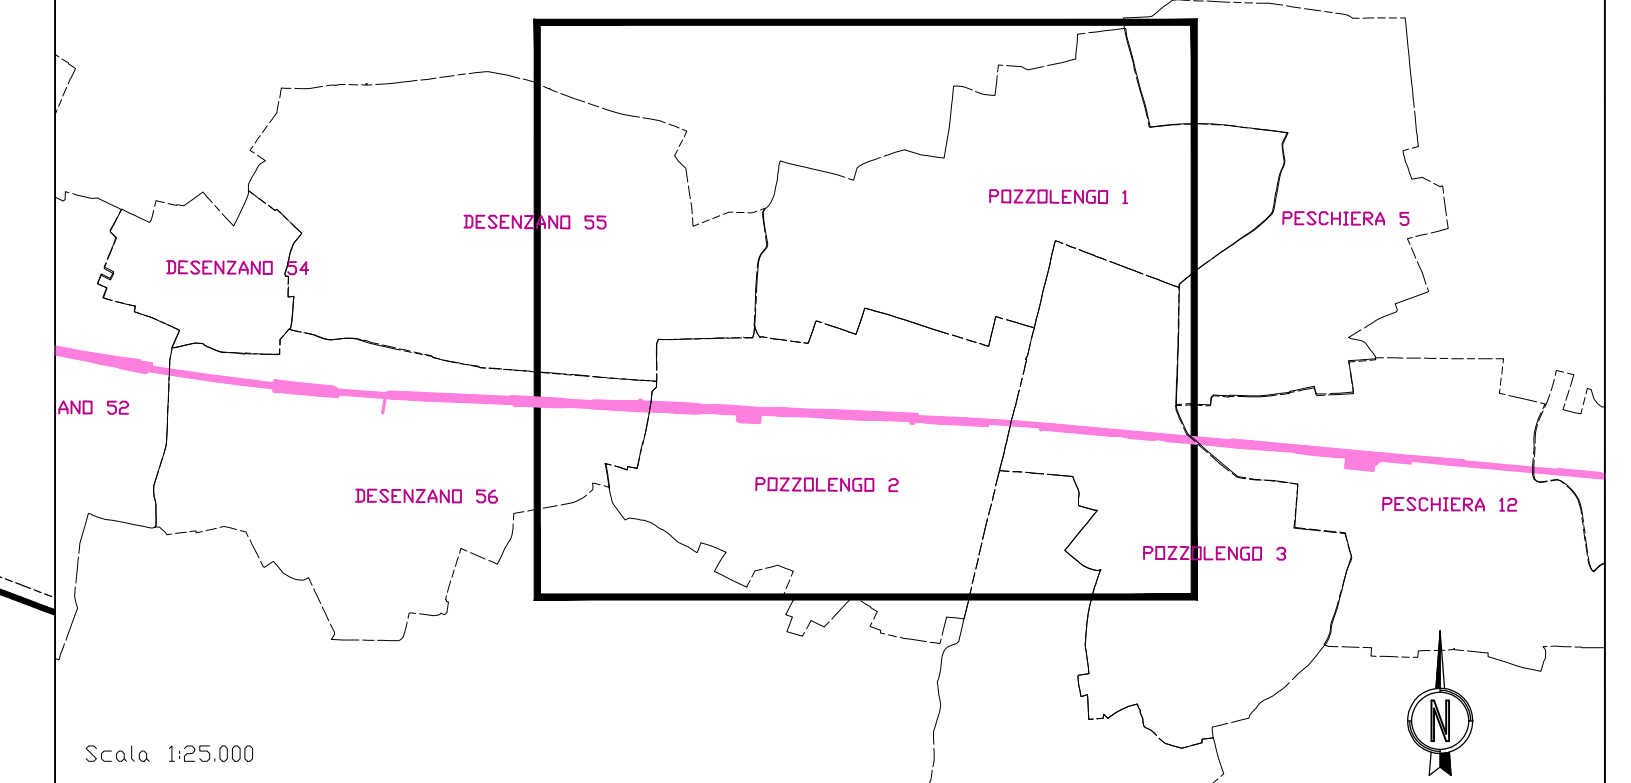 POZZOLENGO 1
PESCHIERA 5
DESENZANO 55
DESENZANO 54
ANO 52
POZZOLENGO 2
DESENZANO 56
PESCHIERA 12
POZZOLENGO 3
N
Scala 1:25.000